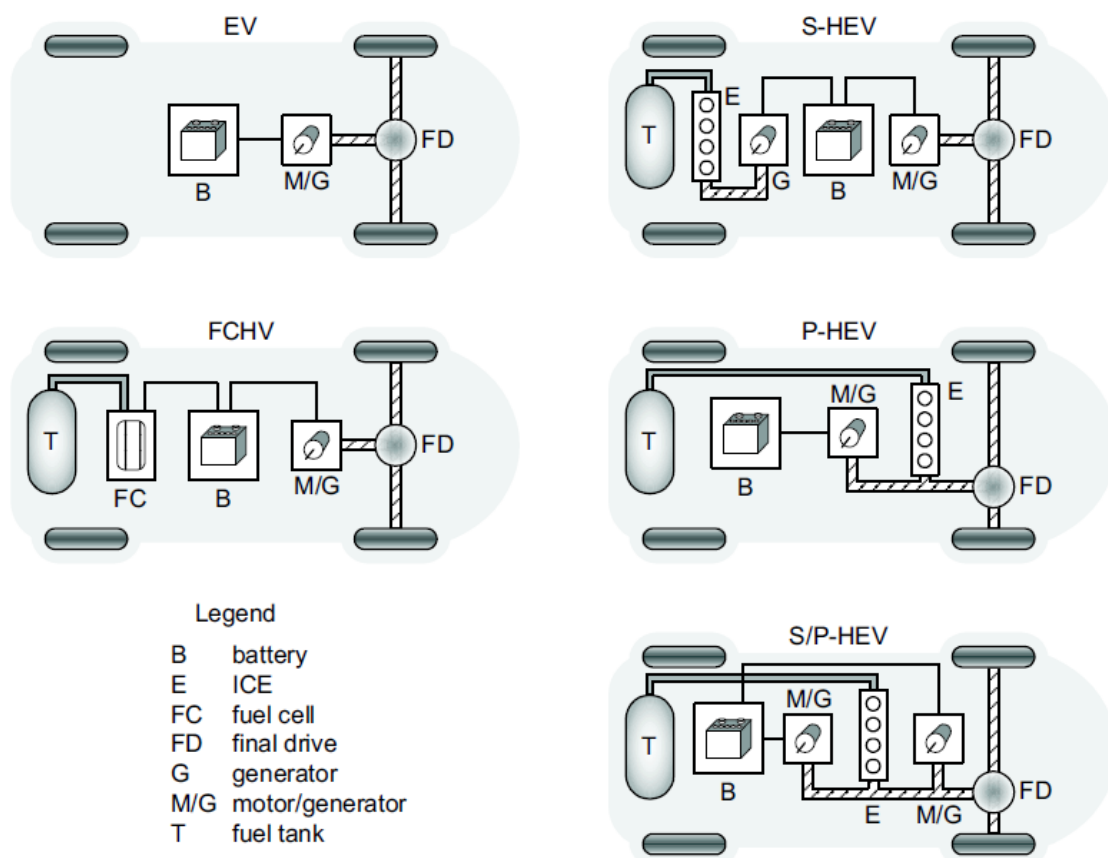 EV
B
M/G
FD
S-HEV
T
E
G
B
M/G
FD
FCHV
T
FC
B
M/G
FD
P-HEV
T
B
M/G
E
FD
Legend
B battery
E ICE
FC fuel cell
FD final drive
G generator
M/G motor/generator
T fuel tank
S/P-HEV
T
B
M/G
E
M/G
FD